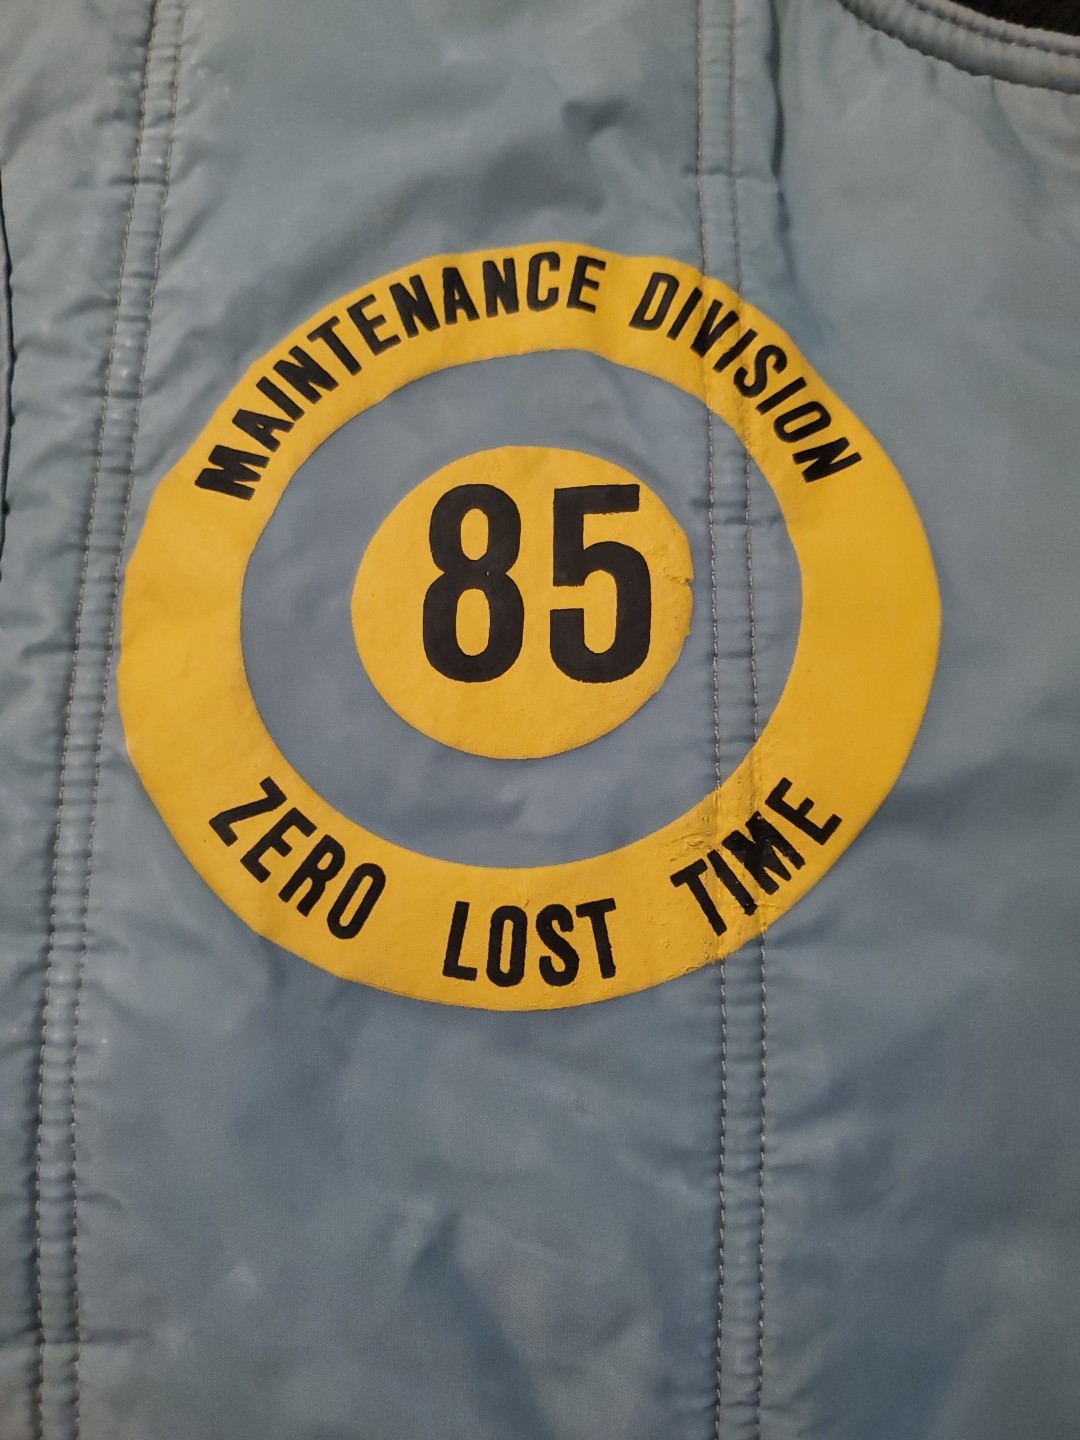 MAINTENANCE DIVISION
85
ZERO LOST TIME